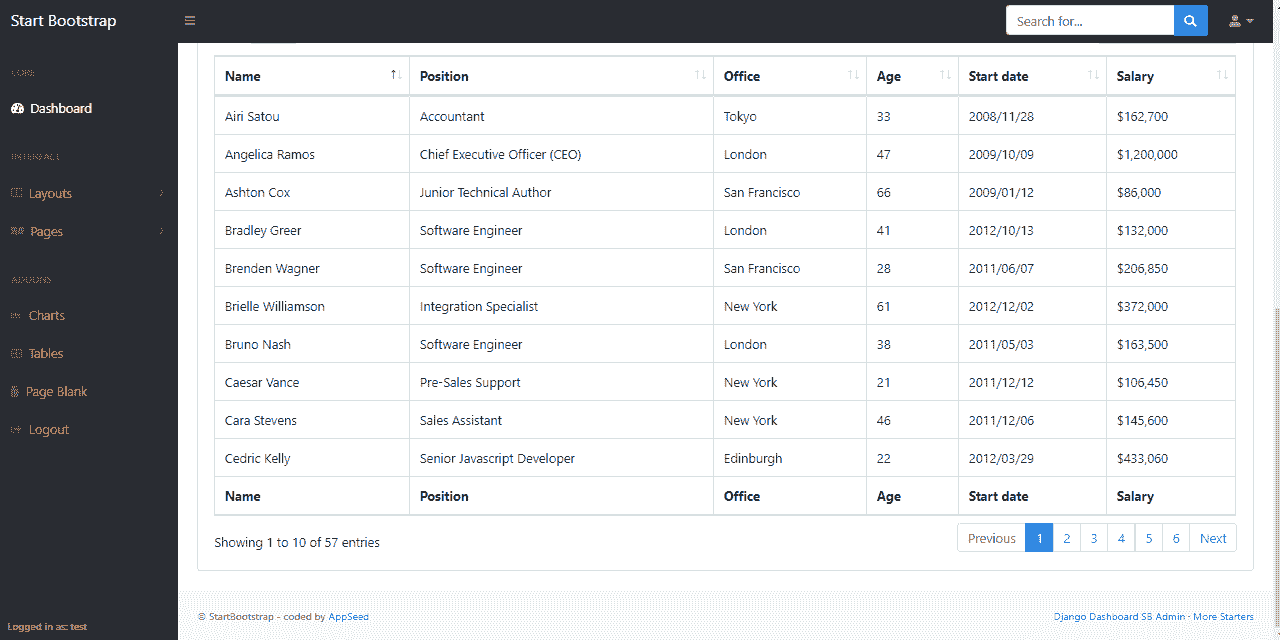 Start Bootstrap
Search for...
CORE
Dashboard
INTERFACE
Layouts
Pages
ADDONS
Charts
Tables
Page Blank
Logout
Logged in as: test
Name Position Office Age Start date Salary
Airi Satou Accountant Tokyo 33 2008/11/28 $162,700
Angelica Ramos Chief Executive Officer (CEO) London 47 2009/10/09 $1,200,000
Ashton Cox Junior Technical Author San Francisco 66 2009/01/12 $86,000
Bradley Greer Software Engineer London 41 2012/10/13 $132,000
Brenden Wagner Software Engineer San Francisco 28 2011/06/07 $206,850
Brielle Williamson Integration Specialist New York 61 2012/12/02 $372,000
Bruno Nash Software Engineer London 38 2011/05/03 $163,500
Caesar Vance Pre-Sales Support New York 21 2011/12/12 $106,450
Cara Stevens Sales Assistant New York 46 2011/12/06 $145,600
Cedric Kelly Senior Javascript Developer Edinburgh 22 2012/03/29 $433,060
Name Position Office Age Start date Salary
Showing 1 to 10 of 57 entries
Previous 1 2 3 4 5 6 Next
© StartBootstrap - coded by AppSeed
Django Dashboard SB Admin · More Starters